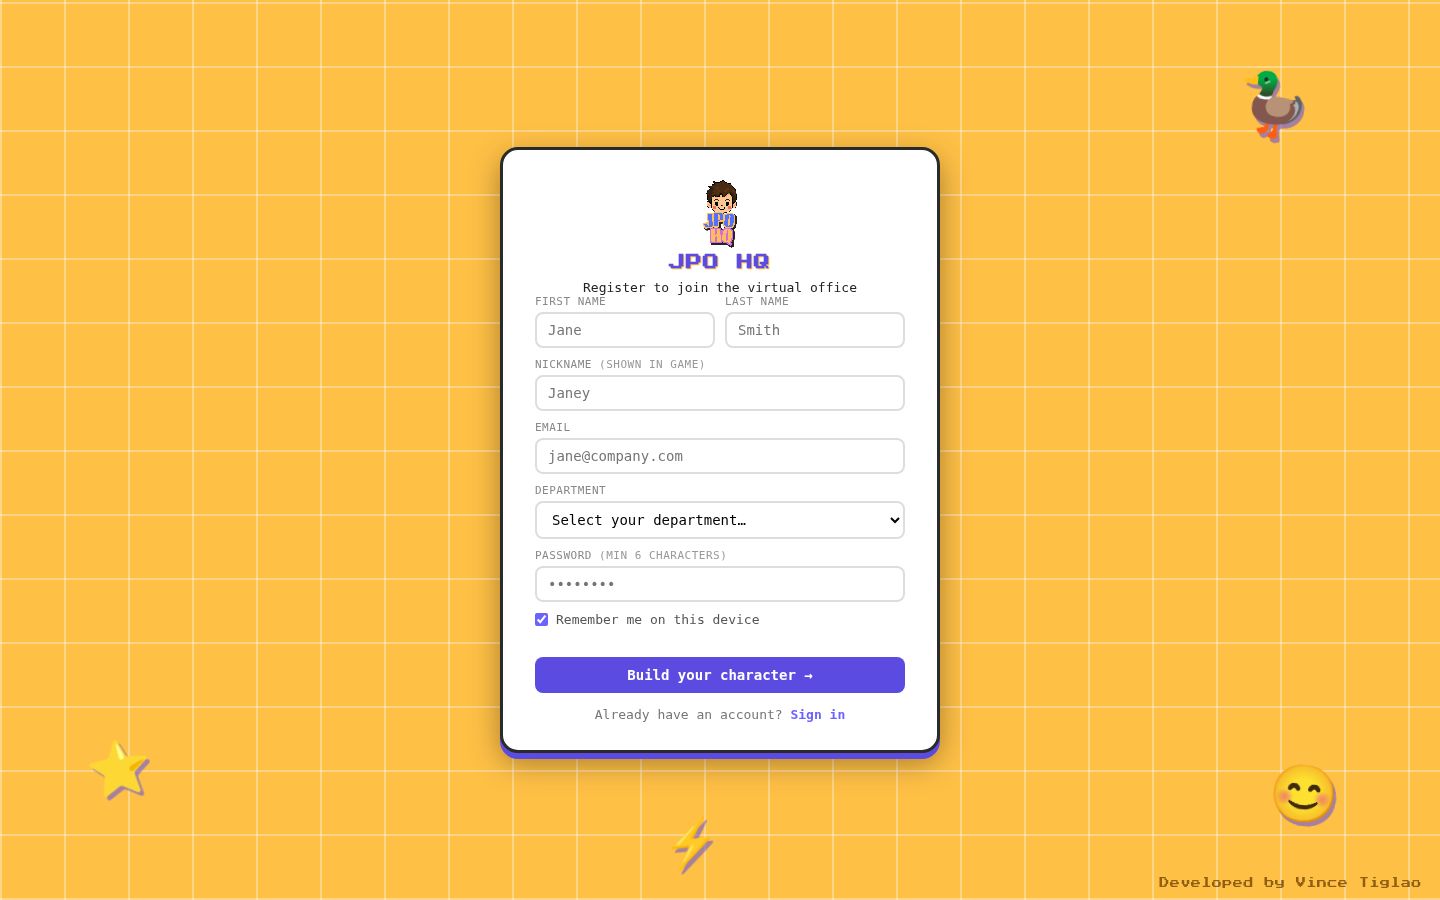 JPO
HQ
JPO HQ
Register to join the virtual office
FIRST NAME
LAST NAME
Jane
Smith
NICKNAME (SHOWN IN GAME)
Janey
EMAIL
jane@company.com
DEPARTMENT
Select your department…
PASSWORD (MIN 6 CHARACTERS)
••••••••
Remember me on this device
Build your character →
Already have an account? Sign in
Developed by Vince Tiglao